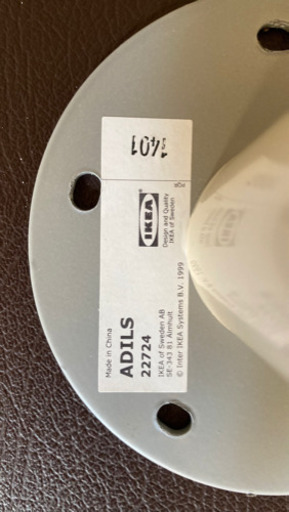 Made in China
ADILS
22724
IKEA of Sweden AB
SE-343 81 Älmhult
© Inter IKEA Systems B.V. 1999
IKEA
Design and Quality
IKEA of Sweden
1401